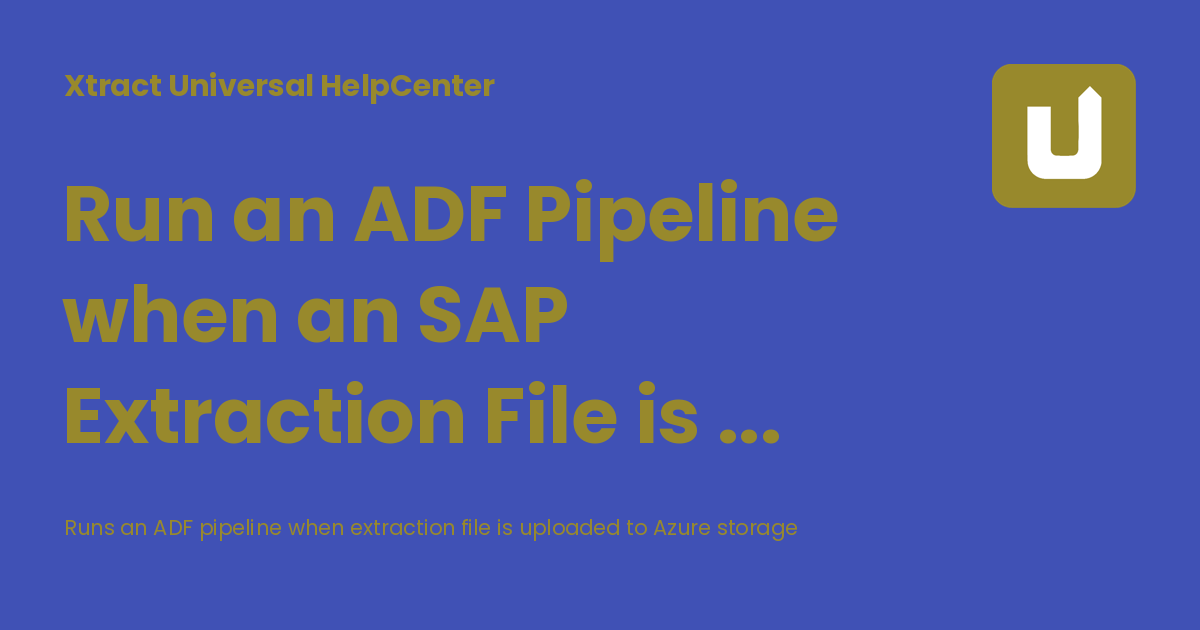 Xtract Universal HelpCenter
Run an ADF Pipeline
when an SAP
Extraction File is ...
Runs an ADF pipeline when extraction file is uploaded to Azure storage